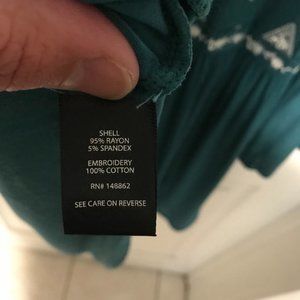 SHELL
95% RAYON
5% SPANDEX
EMBROIDERY
100% COTTON
RN# 148862
SEE CARE ON REVERSE